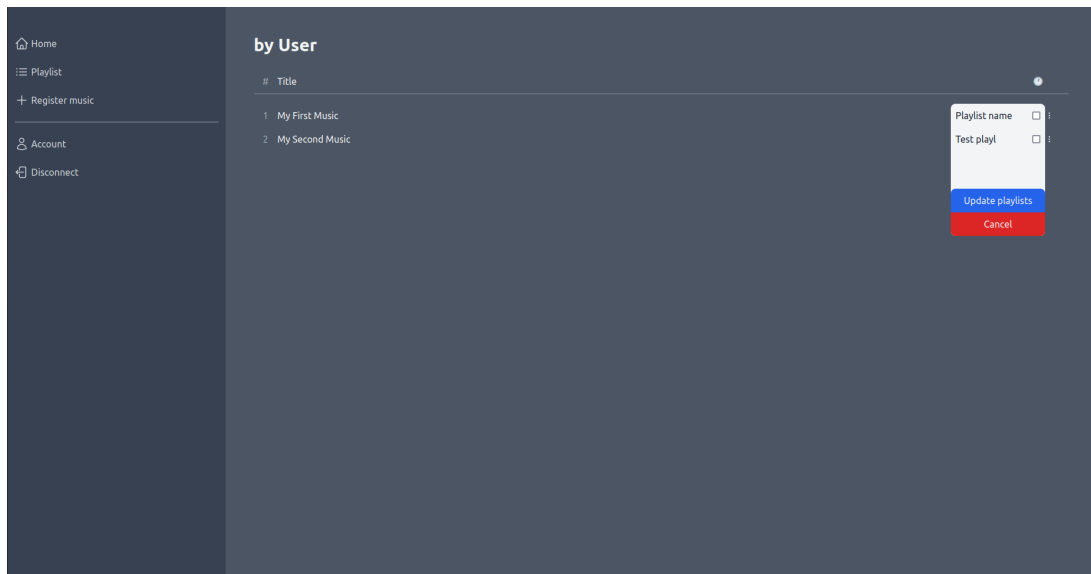 Home
Playlist
Register music
Account
Disconnect
by User
# Title
1 My First Music
2 My Second Music
Playlist name
Test playl
Update playlists
Cancel